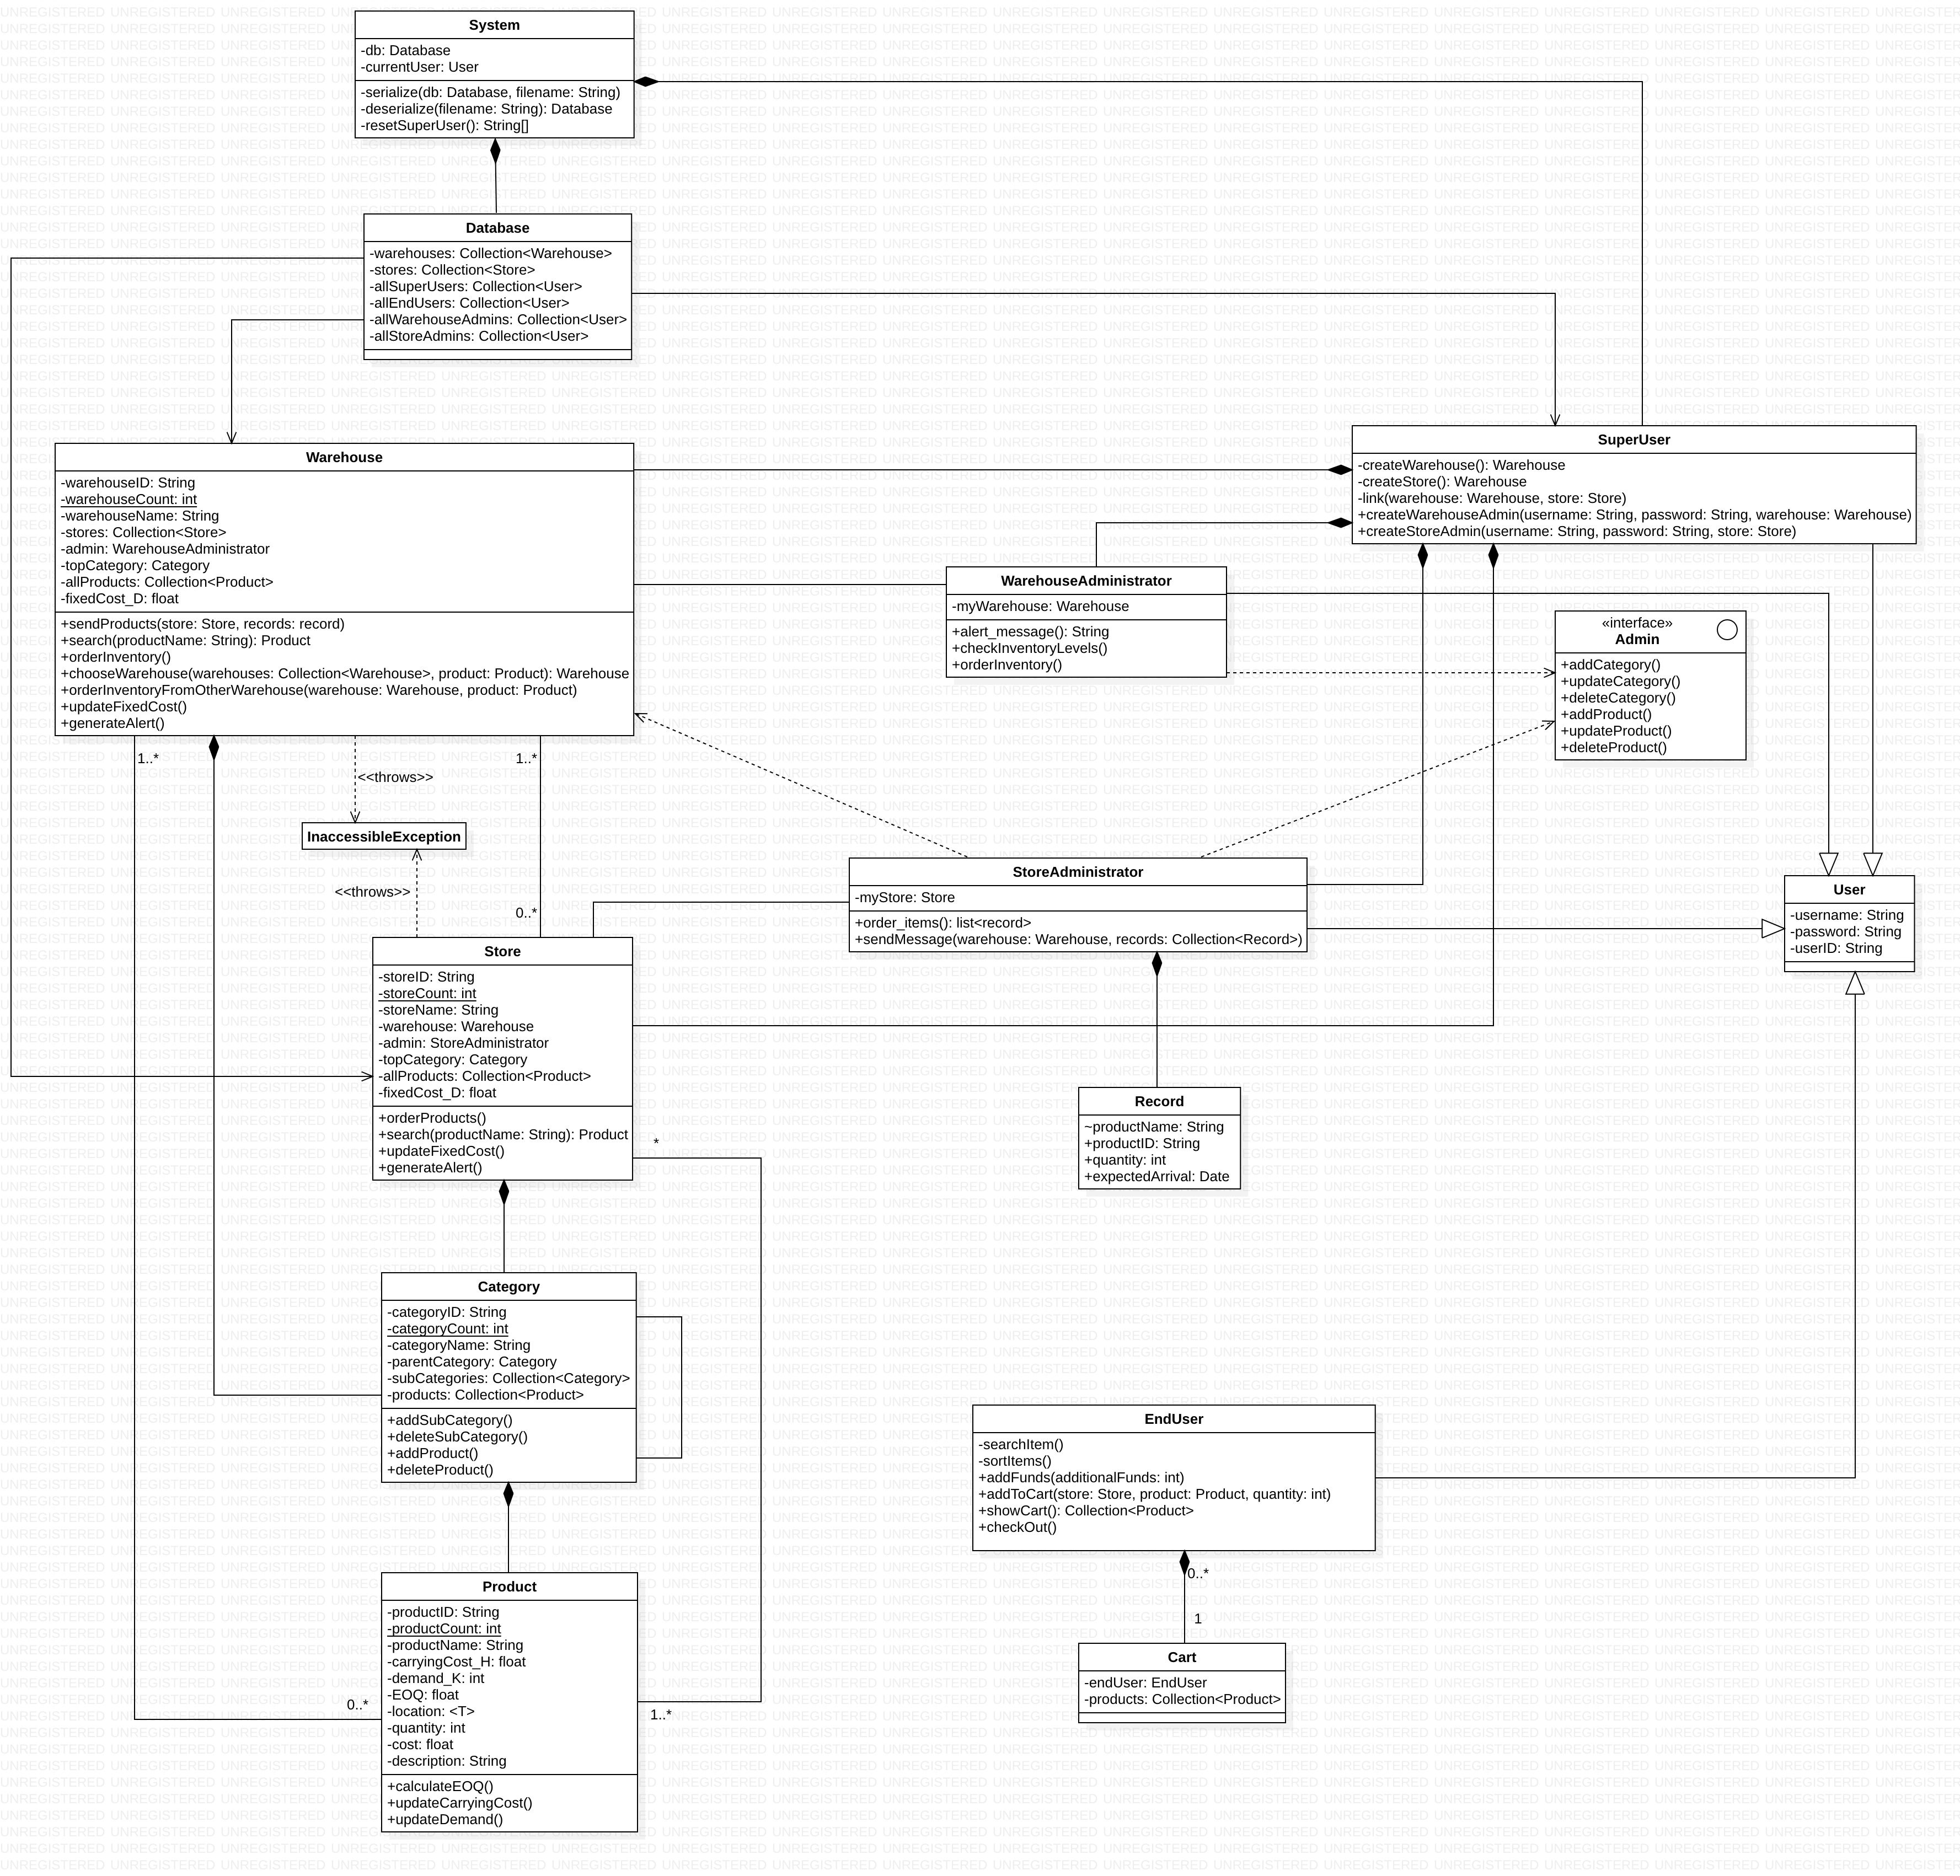 System
-db: Database
-currentUser: User
-serialize(db: Database, filename: String)
-deserialize(filename: String): Database
-resetSuperUser(): String[]
Database
-warehouses: Collection<Warehouse>
-stores: Collection<Store>
-allSuperUsers: Collection<User>
-allEndUsers: Collection<User>
-allWarehouseAdmins: Collection<User>
-allStoreAdmins: Collection<User>
SuperUser
-createWarehouse(): Warehouse
-createStore(): Warehouse
-link(warehouse: Warehouse, store: Store)
+createWarehouseAdmin(username: String, password: String, warehouse: Warehouse)
+createStoreAdmin(username: String, password: String, store: Store)
Warehouse
-warehouseID: String
-warehouseCount: int
-warehouseName: String
-stores: Collection<Store>
-admin: WarehouseAdministrator
-topCategory: Category
-allProducts: Collection<Product>
-fixedCost_D: float
+sendProducts(store: Store, records: record)
+search(productName: String): Product
+orderInventory()
+chooseWarehouse(warehouses: Collection<Warehouse>, product: Product): Warehouse
+orderInventoryFromOtherWarehouse(warehouse: Warehouse, product: Product)
+updateFixedCost()
+generateAlert()
WarehouseAdministrator
-myWarehouse: Warehouse
+alert_message(): String
+checkInventoryLevels()
+orderInventory()
«interface»
Admin
+addCategory()
+updateCategory()
+deleteCategory()
+addProduct()
+updateProduct()
+deleteProduct()
1..*
1..*
<<throws>>
InaccessibleException
<<throws>>
0..*
StoreAdministrator
-myStore: Store
+order_items(): list<record>
+sendMessage(warehouse: Warehouse, records: Collection<Record>)
User
-username: String
-password: String
-userID: String
Store
-storeID: String
-storeCount: int
-storeName: String
-warehouse: Warehouse
-admin: StoreAdministrator
-topCategory: Category
-allProducts: Collection<Product>
-fixedCost_D: float
+orderProducts()
+search(productName: String): Product
+updateFixedCost()
+generateAlert()
*
Record
~productName: String
+productID: String
+quantity: int
+expectedArrival: Date
Category
-categoryID: String
-categoryCount: int
-categoryName: String
-parentCategory: Category
-subCategories: Collection<Category>
-products: Collection<Product>
+addSubCategory()
+deleteSubCategory()
+addProduct()
+deleteProduct()
EndUser
-searchItem()
-sortItems()
+addFunds(additionalFunds: int)
+addToCart(store: Store, product: Product, quantity: int)
+showCart(): Collection<Product>
+checkOut()
0..*
1
Product
-productID: String
-productCount: int
-productName: String
-carryingCost_H: float
-demand_K: int
-EOQ: float
-location: <T>
-quantity: int
-cost: float
-description: String
+calculateEOQ()
+updateCarryingCost()
+updateDemand()
0..*
1..*
Cart
-endUser: EndUser
-products: Collection<Product>